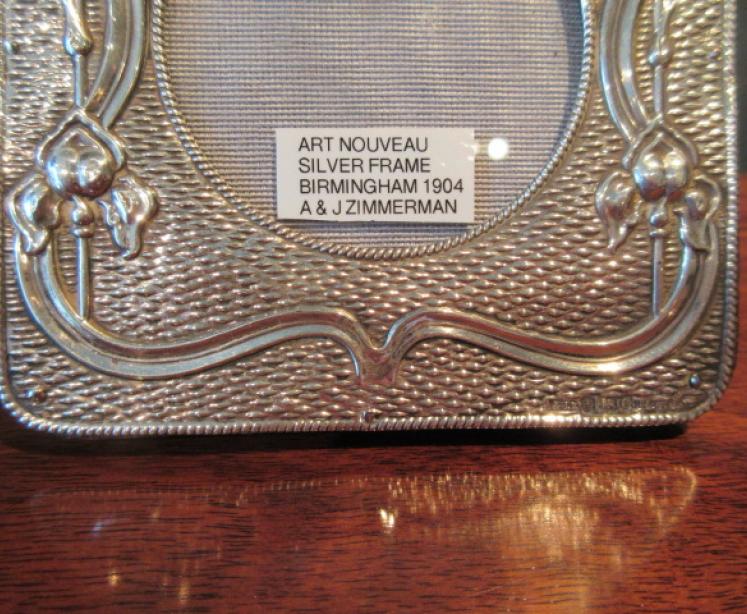 ART NOUVEAU
SILVER FRAME
BIRMINGHAM 1904
A & J ZIMMERMAN